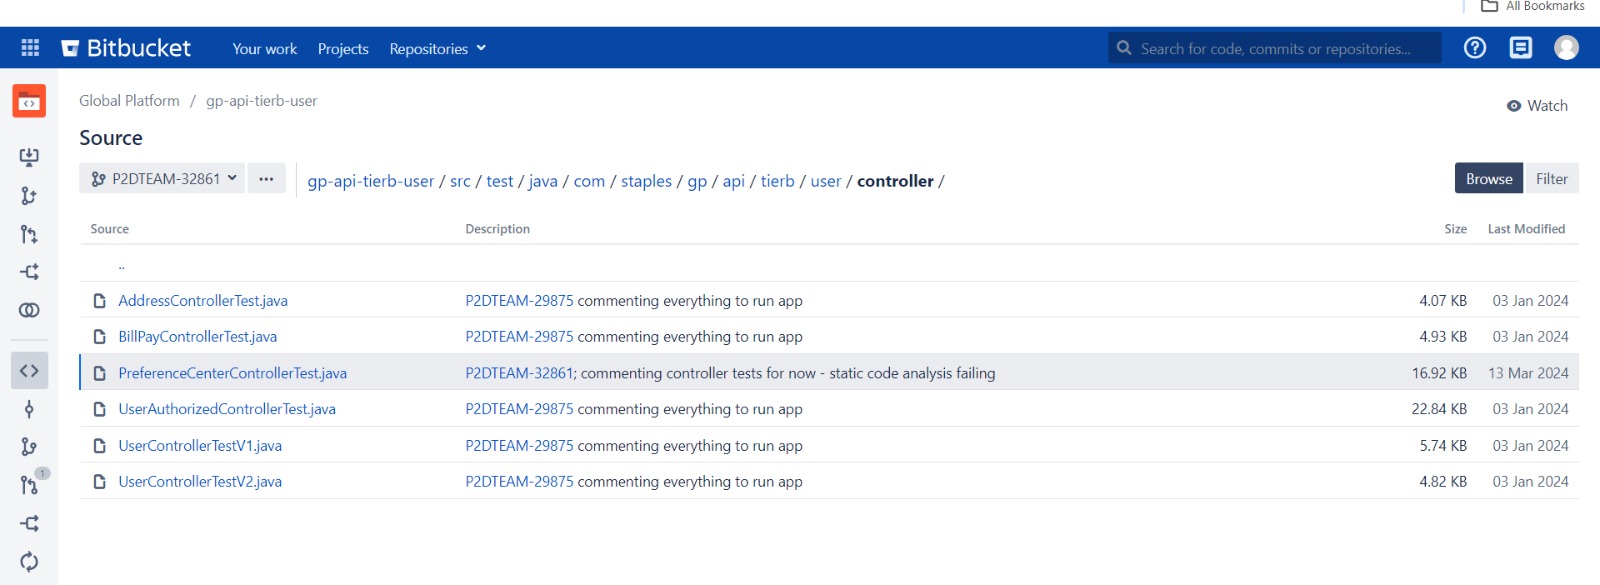 All Bookmarks
Bitbucket Your work Projects Repositories Search for code, commits or repositories...
Global Platform / gp-api-tierb-user
Watch
Source
P2DTEAM-32861 ... gp-api-tierb-user / src / test / java / com / staples / gp / api / tierb / user / controller / Browse Filter
Source Description Size Last Modified
..
AddressControllerTest.java P2DTEAM-29875 commenting everything to run app 4.07 KB 03 Jan 2024
BillPayControllerTest.java P2DTEAM-29875 commenting everything to run app 4.93 KB 03 Jan 2024
PreferenceCenterControllerTest.java P2DTEAM-32861; commenting controller tests for now - static code analysis failing 16.92 KB 13 Mar 2024
UserAuthorizedControllerTest.java P2DTEAM-29875 commenting everything to run app 22.84 KB 03 Jan 2024
UserControllerTestV1.java P2DTEAM-29875 commenting everything to run app 5.74 KB 03 Jan 2024
1
UserControllerTestV2.java P2DTEAM-29875 commenting everything to run app 4.82 KB 03 Jan 2024